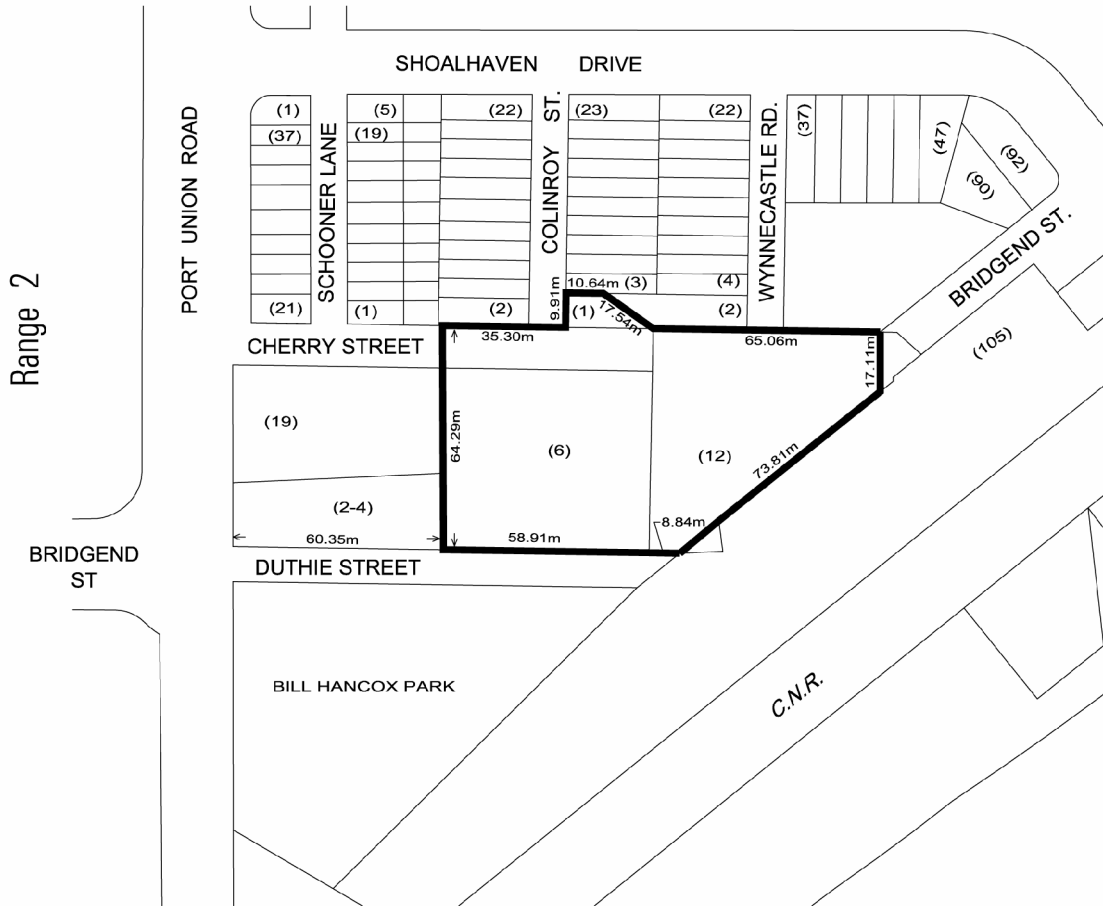 SHOALHAVEN DRIVE
(1)
(5)
(22)
(23)
(22)
(37)
(19)
(37)
(47)
(92)
(90)
PORT UNION ROAD
SCHOONER LANE
COLINROY ST.
WYNNECASTLE RD.
BRIDGEND ST.
Range 2
10.64m
(3)
(4)
9.91m
(21)
(1)
(2)
(1)
17.54m
(2)
CHERRY STREET
35.30m
65.06m
17.11m
(105)
(19)
64.29m
(6)
(12)
73.81m
(2-4)
8.84m
60.35m
58.91m
BRIDGEND
ST
DUTHIE STREET
BILL HANCOX PARK
C.N.R.